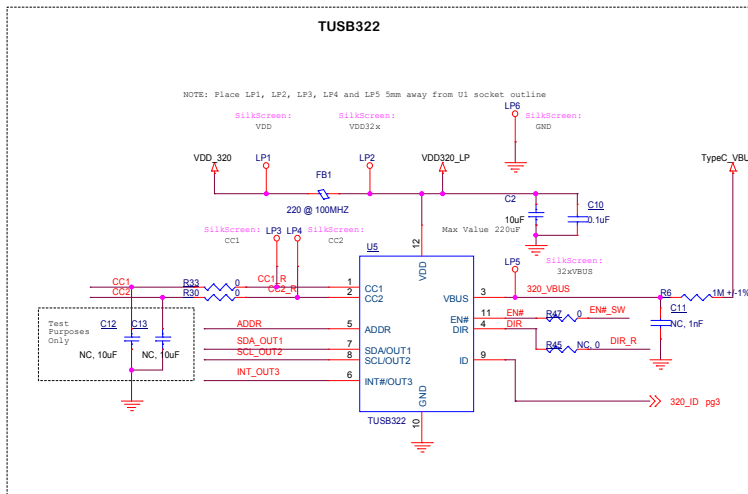 TUSB322
NOTE: Place LP1, LP2, LP3, LP4 and LP5 5mm away from U1 socket outline
LP6
SilkScreen:
VDD
SilkScreen:
VDD32x
SilkScreen:
GND
VDD_320
LP1
LP2
VDD320_LP
TypeC_VBU
FB1
220 @ 100MHZ
C2
10uF
Max Value 220uF
C10
0.1uF
SilkScreen:
CC1
LP3
LP4
SilkScreen:
CC2
U5
12
VDD
LP5
SilkScreen:
32xVBUS
CC1
R33
0
CC1_R
1
CC1
CC2
R30
0
CC2_R
2
CC2
VBUS
3
320_VBUS
R6
1M +/-1%
C11
NC, 1nF
EN#
11
EN#
R47
0
EN#_SW
Test
Purposes
Only
C12
C13
NC, 10uF
NC, 10uF
ADDR
5
ADDR
DIR
4
DIR
R45
NC, 0
DIR_R
SDA_OUT1
7
SDA/OUT1
SCL_OUT2
8
SCL/OUT2
ID
9
INT_OUT3
6
INT#/OUT3
GND
10
TUSB322
320_ID pg3